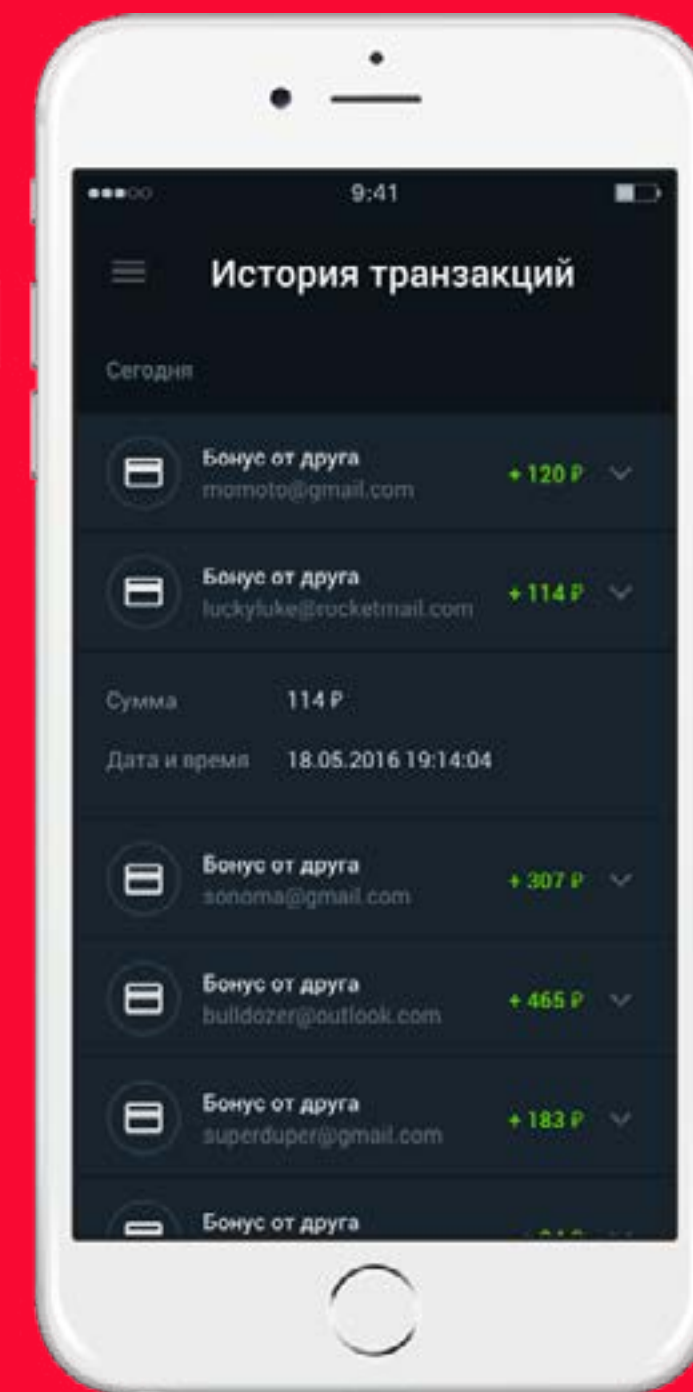 9:41
История транзакций
Сегодня
Бонус от друга
+ 120 ₽
momoto@gmail.com
Бонус от друга
+ 114 ₽
luckyluke@rocketmail.com
Сумма 114 ₽
Дата и время 18.05.2016 19:14:04
Бонус от друга
+ 307 ₽
sonoma@gmail.com
Бонус от друга
+ 465 ₽
bulldozer@outlook.com
Бонус от друга
+ 183 ₽
superduper@gmail.com
Бонус от друга